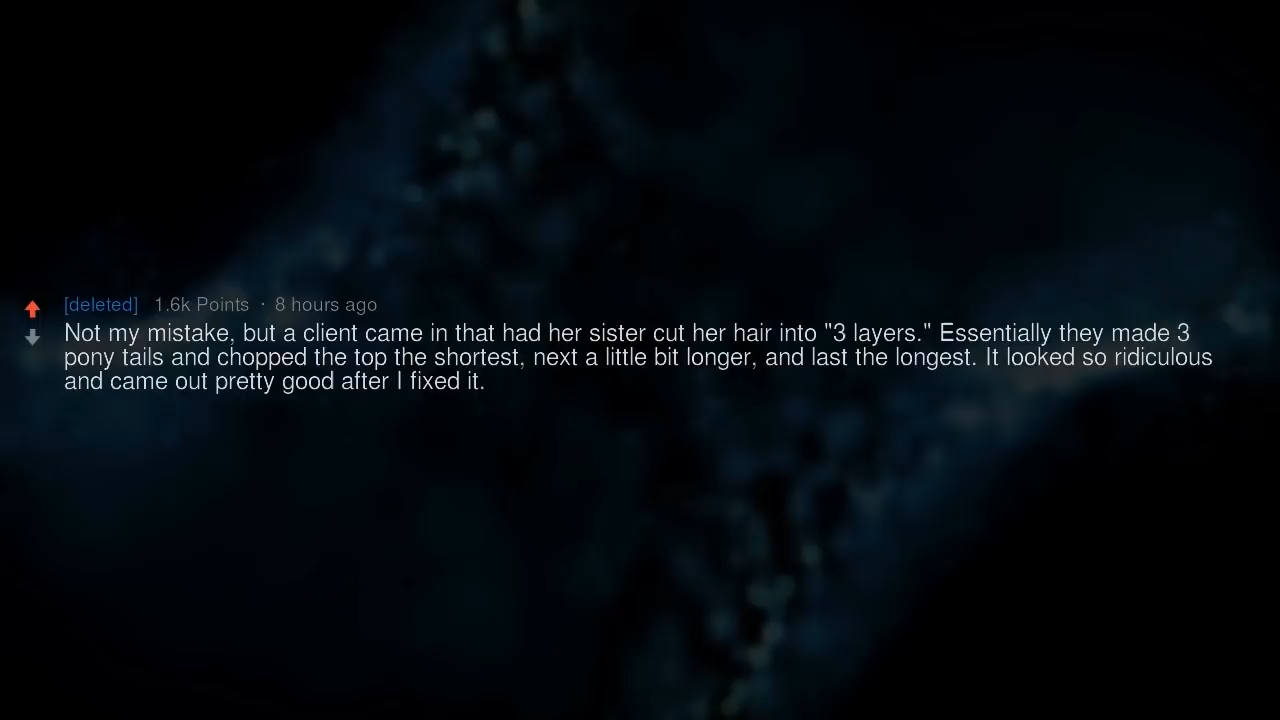 [deleted] 1.6k Points · 8 hours ago
Not my mistake, but a client came in that had her sister cut her hair into "3 layers." Essentially they made 3
pony tails and chopped the top the shortest, next a little bit longer, and last the longest. It looked so ridiculous
and came out pretty good after I fixed it.